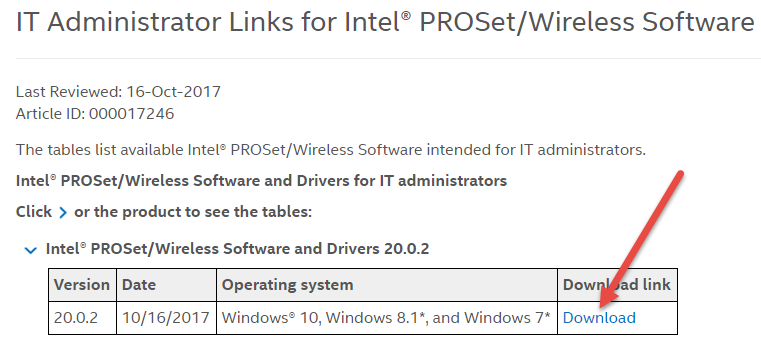 IT Administrator Links for Intel® PROSet/Wireless Software
Last Reviewed: 16-Oct-2017
Article ID: 000017246
The tables list available Intel® PROSet/Wireless Software intended for IT administrators.
Intel® PROSet/Wireless Software and Drivers for IT administrators
Click > or the product to see the tables:
Intel® PROSet/Wireless Software and Drivers 20.0.2
Version Date Operating system Download link
20.0.2 10/16/2017 Windows® 10, Windows 8.1*, and Windows 7* Download